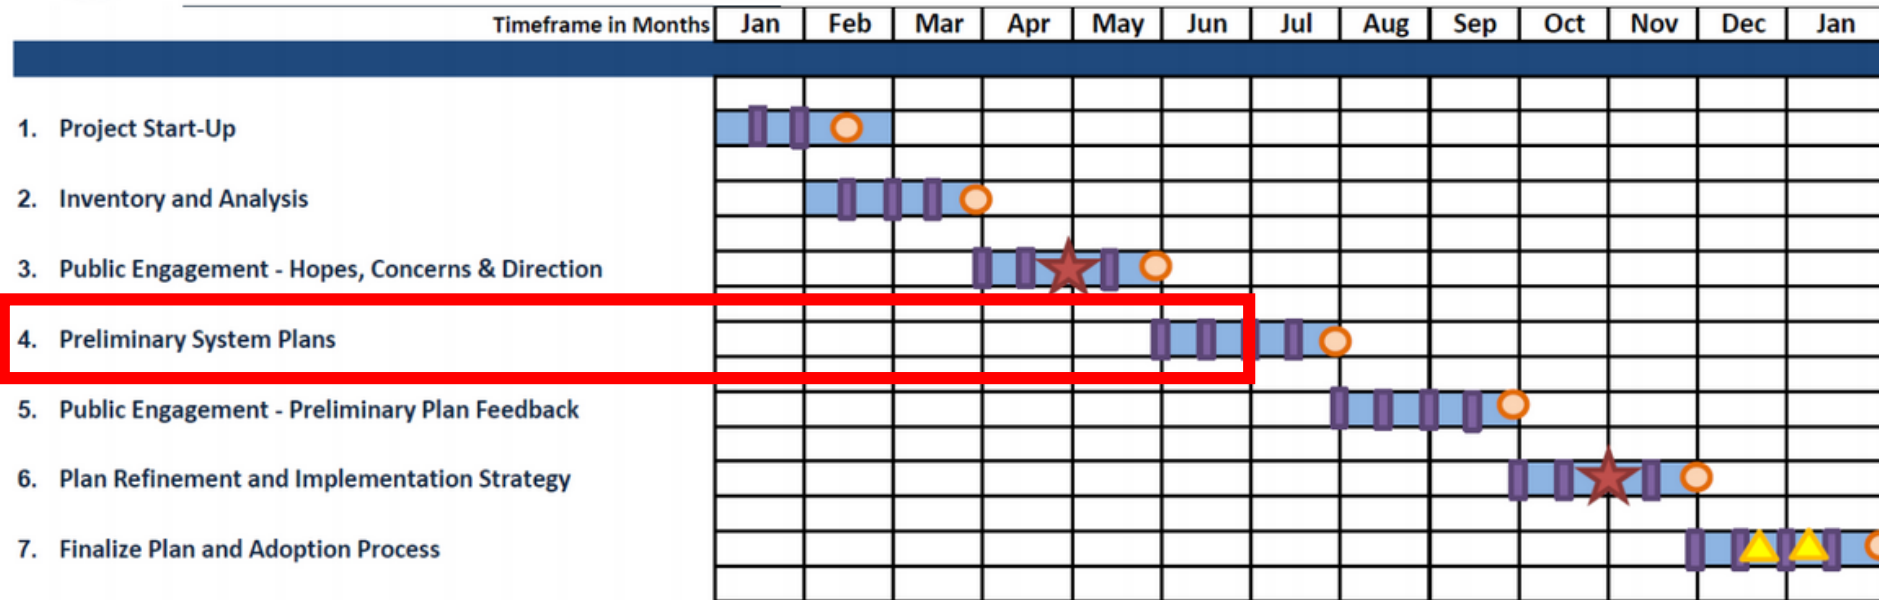 Timeframe in Months Jan Feb Mar Apr May Jun Jul Aug Sep Oct Nov Dec Jan
1. Project Start-Up
2. Inventory and Analysis
3. Public Engagement - Hopes, Concerns & Direction
4. Preliminary System Plans
5. Public Engagement - Preliminary Plan Feedback
6. Plan Refinement and Implementation Strategy
7. Finalize Plan and Adoption Process